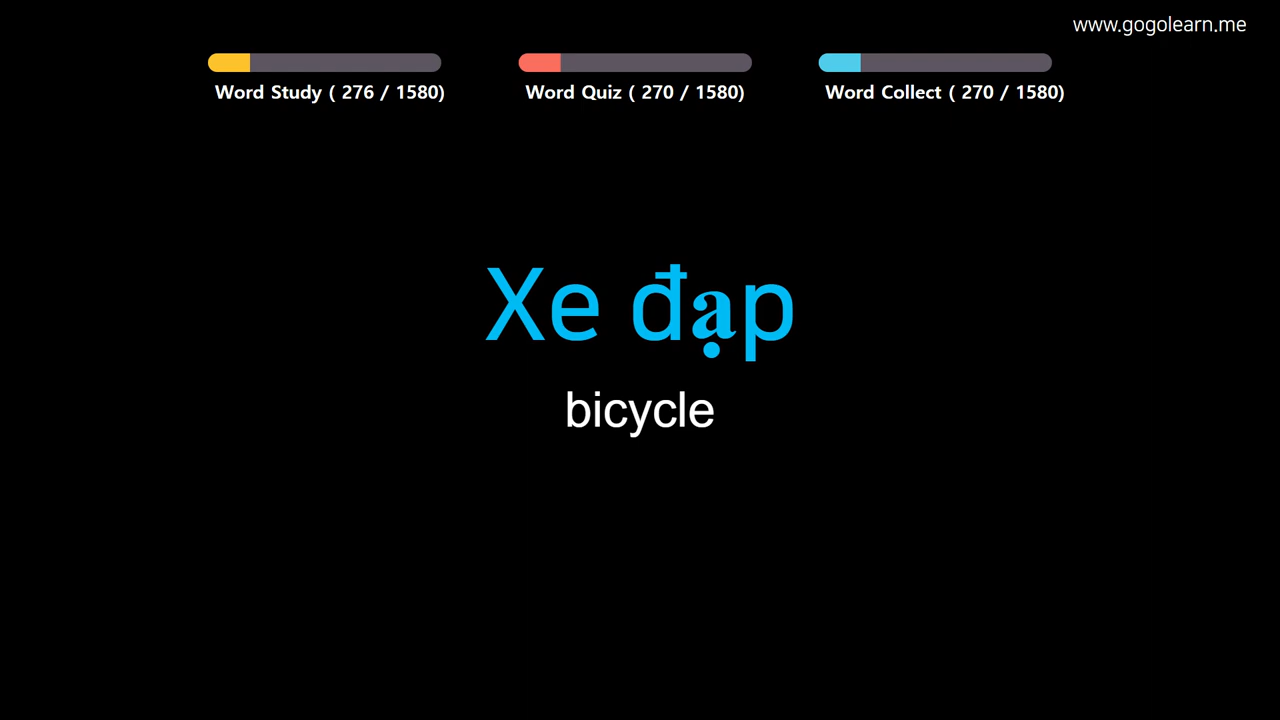 www.gogolearn.me
Word Study ( 276 / 1580)
Word Quiz ( 270 / 1580)
Word Collect ( 270 / 1580)
Xe đạp
bicycle